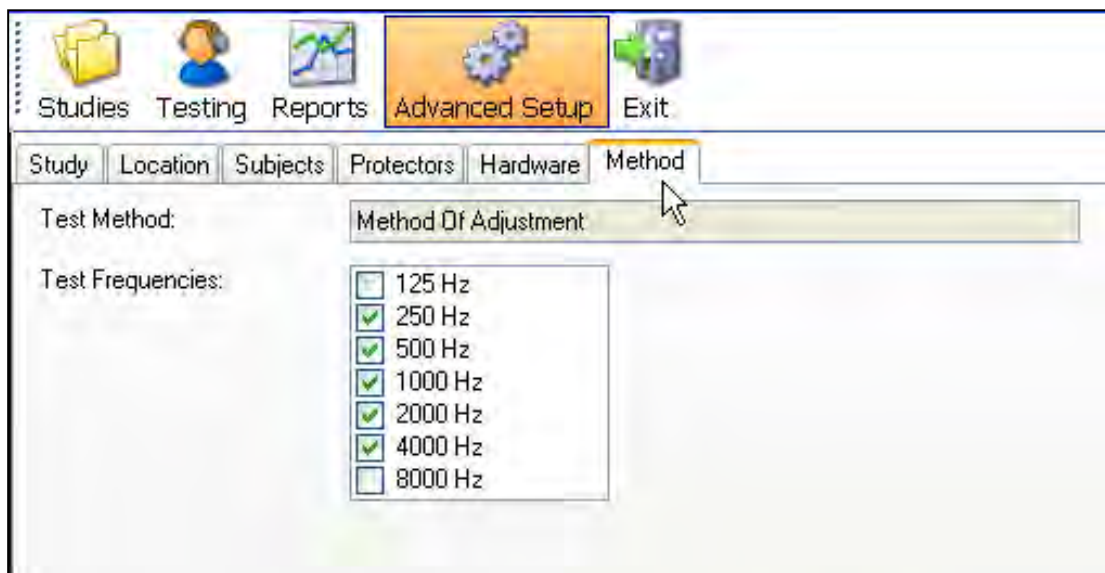 Studies Testing Reports Advanced Setup Exit
Study Location Subjects Protectors Hardware Method
Test Method: Method Of Adjustment
Test Frequencies: 125 Hz
250 Hz
500 Hz
1000 Hz
2000 Hz
4000 Hz
8000 Hz